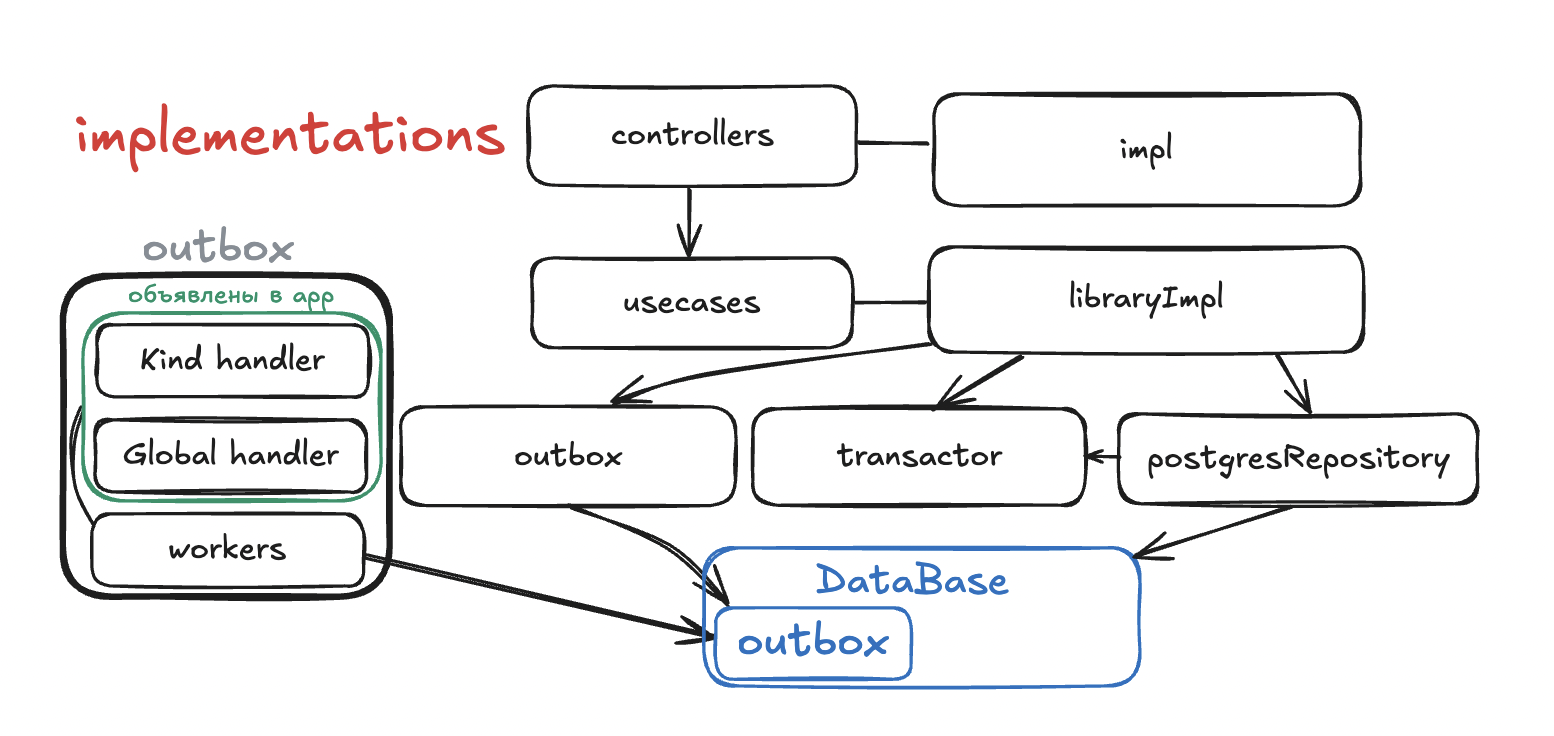 implementations
controllers
impl
outbox
объявлены в app
Kind handler
Global handler
workers
usecases
libraryImpl
outbox
transactor
postgresRepository
DataBase
outbox